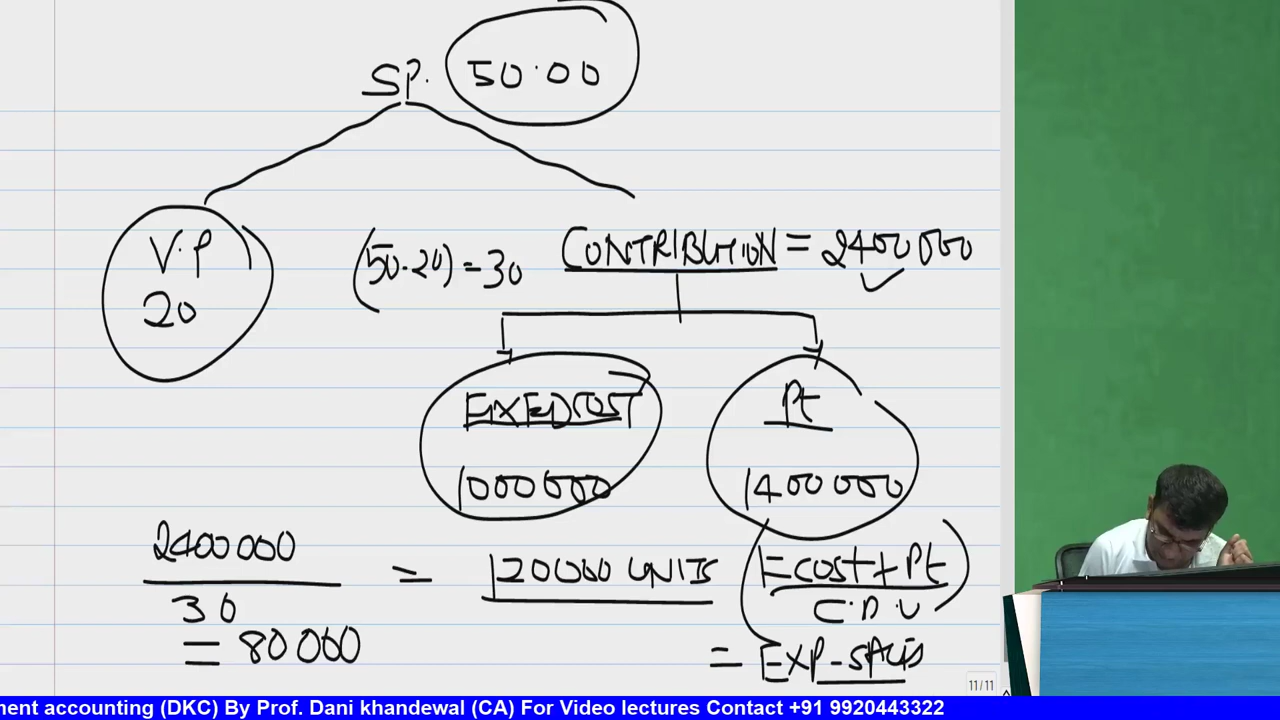 SP. 50.00
V.P
20
(50-20) = 30
CONTRIBUTION = 2400000
FIXED COST
1000000
Pt
1400000
2400000
30
= 80000
= 120000 UNITS
F.COST + Pt
C.P.U
= EXP-SALES
11/11
ment accounting (DKC) By Prof. Dani khandewal (CA) For Video lectures Contact +91 9920443322